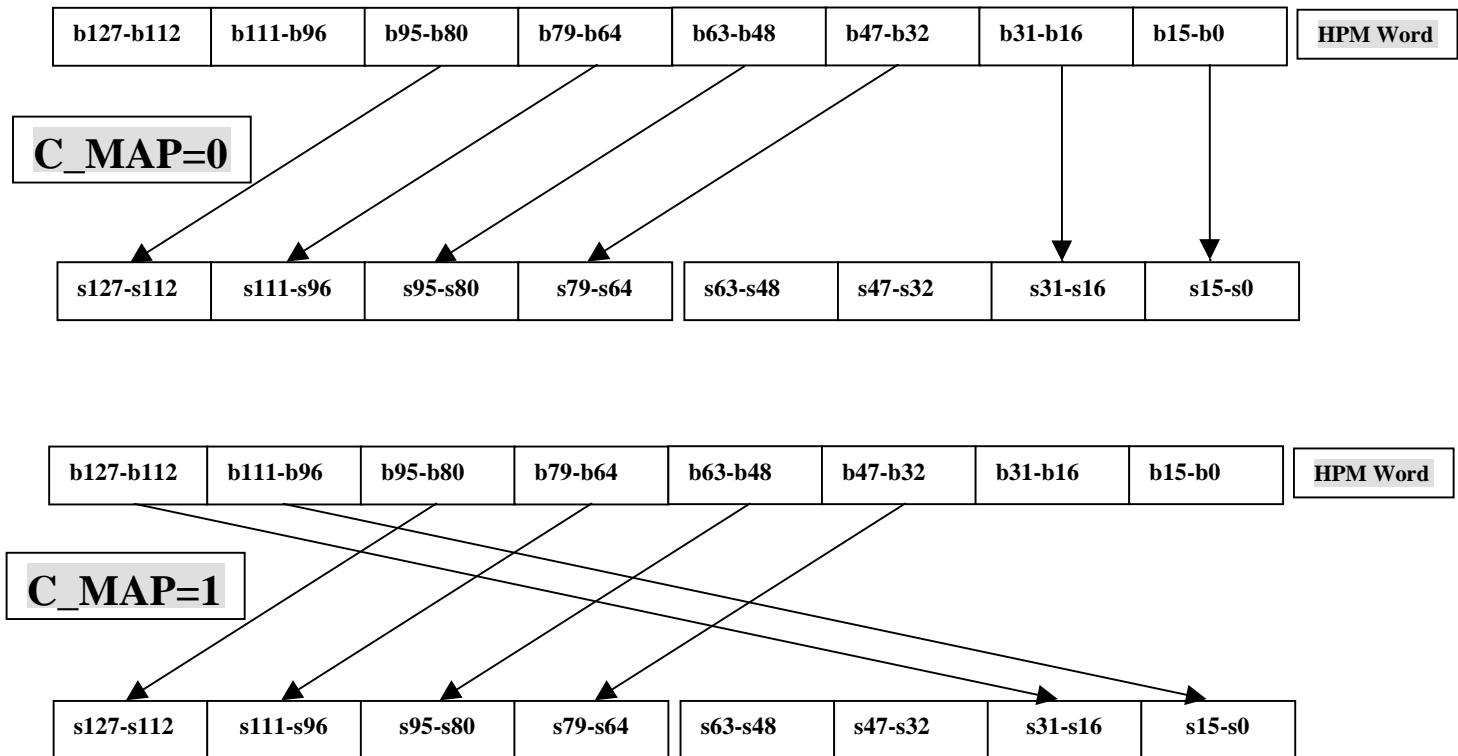 b127-b112 b111-b96 b95-b80 b79-b64 b63-b48 b47-b32 b31-b16 b15-b0 HPM Word
C_MAP=0
s127-s112 s111-s96 s95-s80 s79-s64 s63-s48 s47-s32 s31-s16 s15-s0
b127-b112 b111-b96 b95-b80 b79-b64 b63-b48 b47-b32 b31-b16 b15-b0 HPM Word
C_MAP=1
s127-s112 s111-s96 s95-s80 s79-s64 s63-s48 s47-s32 s31-s16 s15-s0